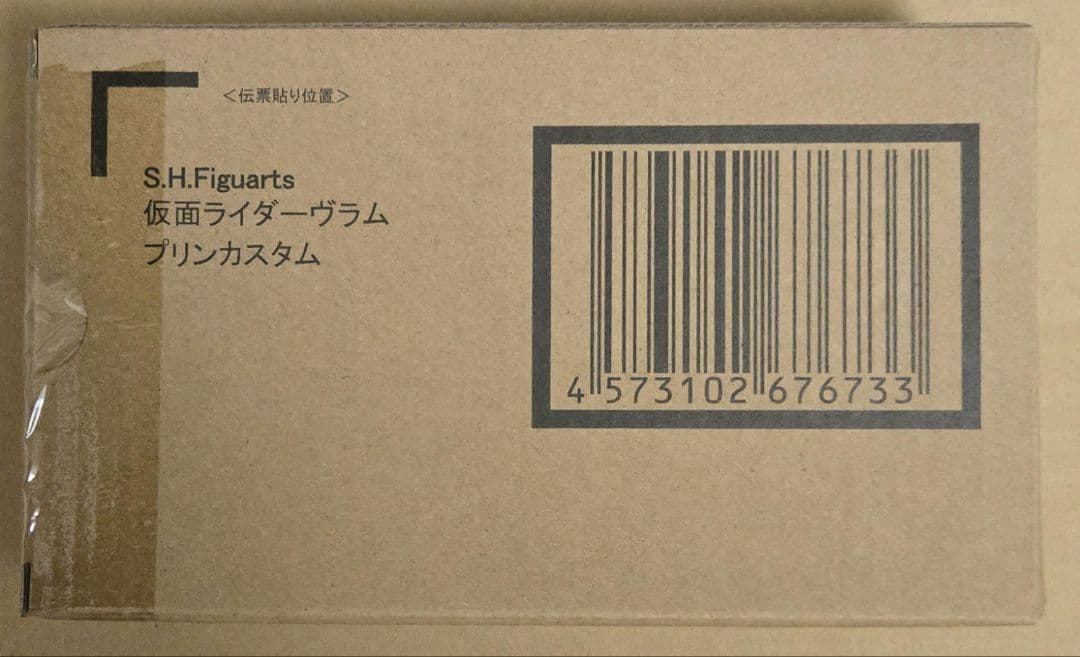 ＜伝票貼り位置＞
S.H.Figuarts
仮面ライダーヴラム
プリンカスタム
4 573102 676733